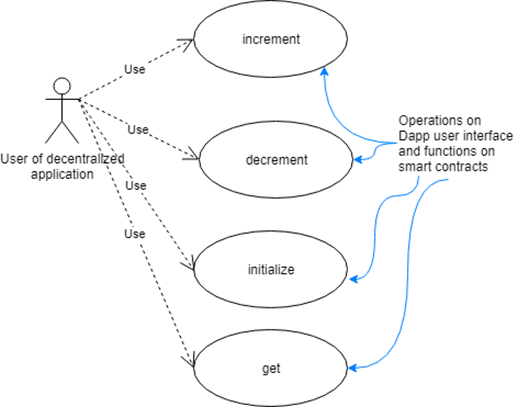 increment
Use
Operations on
Dapp user interface
and functions on
smart contracts
Use
decrement
User of decentralized
application
Use
Use
initialize
get